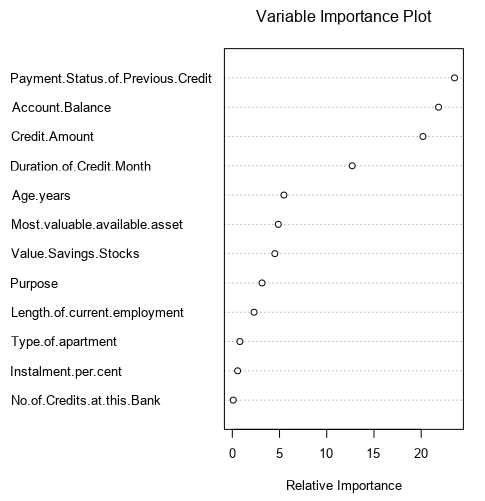 Variable Importance Plot
Payment.Status.of.Previous.Credit
Account.Balance
Credit.Amount
Duration.of.Credit.Month
Age.years
Most.valuable.available.asset
Value.Savings.Stocks
Purpose
Length.of.current.employment
Type.of.apartment
Instalment.per.cent
No.of.Credits.at.this.Bank
0 5 10 15 20
Relative Importance